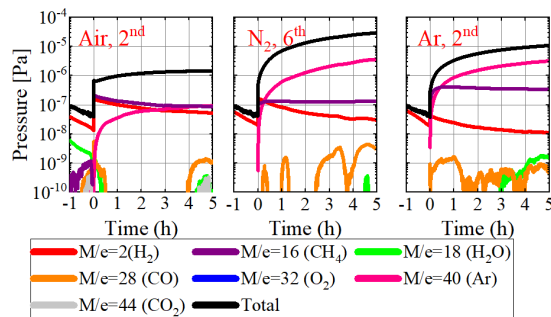 Air, 2nd
N2, 6th
Ar, 2nd
Pressure [Pa]
10-4
10-5
10-6
10-7
10-8
10-9
10-10
-1 0 1 2 3 4 5
-1 0 1 2 3 4 5
-1 0 1 2 3 4 5
Time (h)
Time (h)
Time (h)
M/e=2(H2) M/e=16 (CH4) M/e=18 (H2O)
M/e=28 (CO) M/e=32 (O2) M/e=40 (Ar)
M/e=44 (CO2) Total